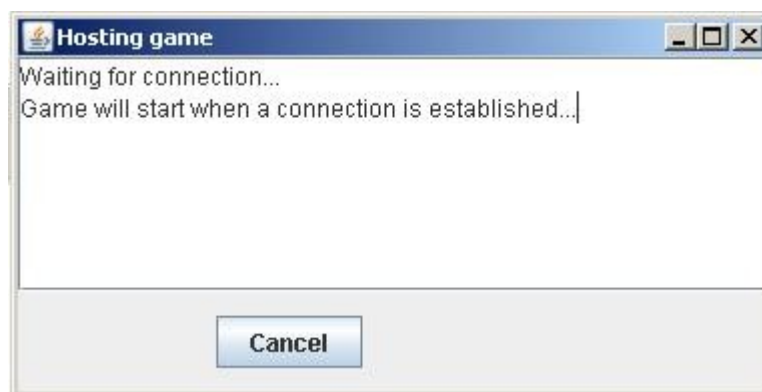 Hosting game
Waiting for connection...
Game will start when a connection is established...
Cancel